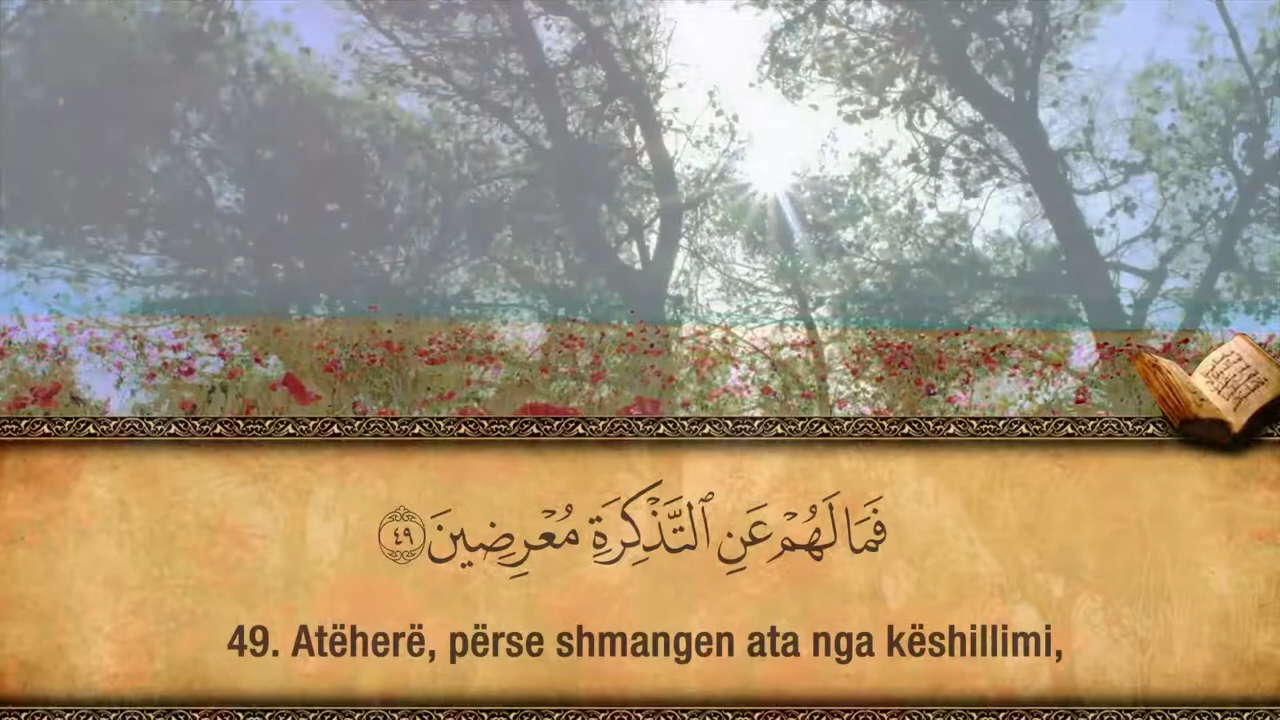 فَمَا لَهُمْ عَنِ ٱلتَّذْكِرَةِ مُعْرِضِينَ ٤٩
49. Atëherë, përse shmangen ata nga këshillimi,